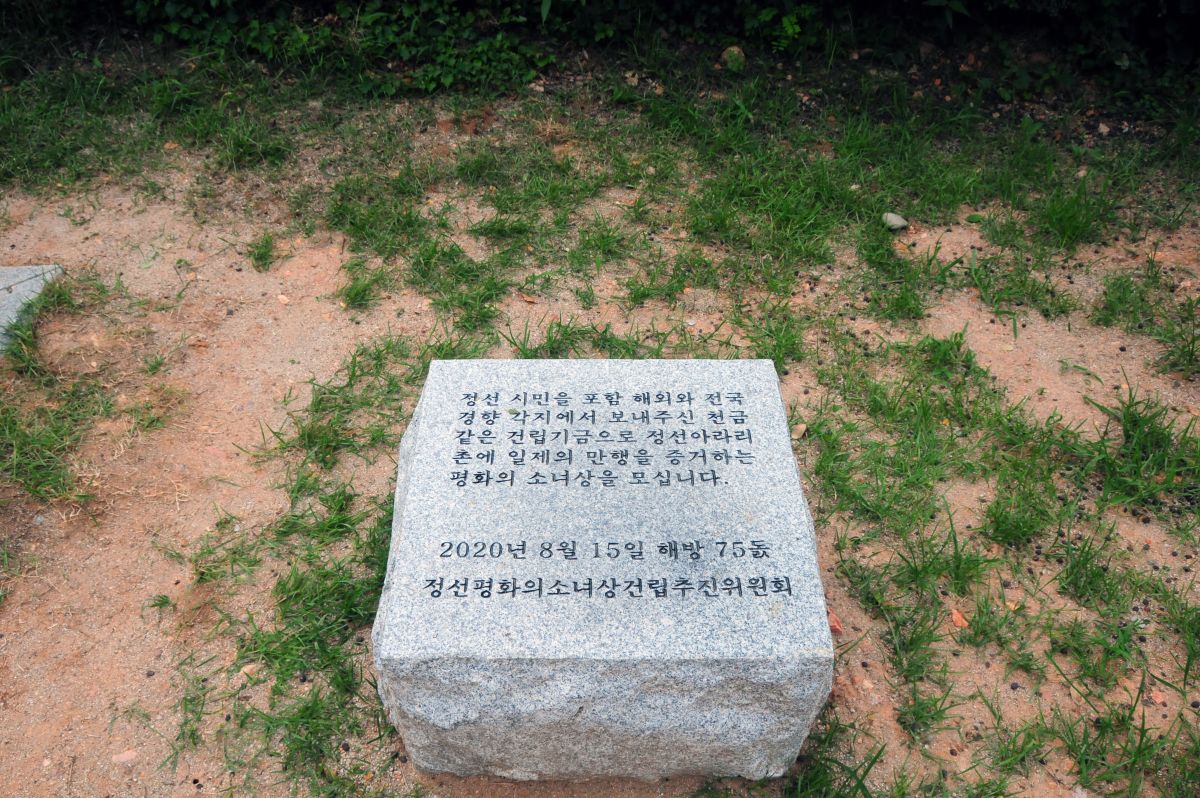 정선 시민을 포함 해외와 전국
경향 각지에서 보내주신 천금
같은 건립기금으로 정선아라리
촌에 일제의 만행을 증거하는
평화의 소녀상을 모십니다.
2020년 8월 15일 해방 75돐
정선평화의소녀상건립추진위원회